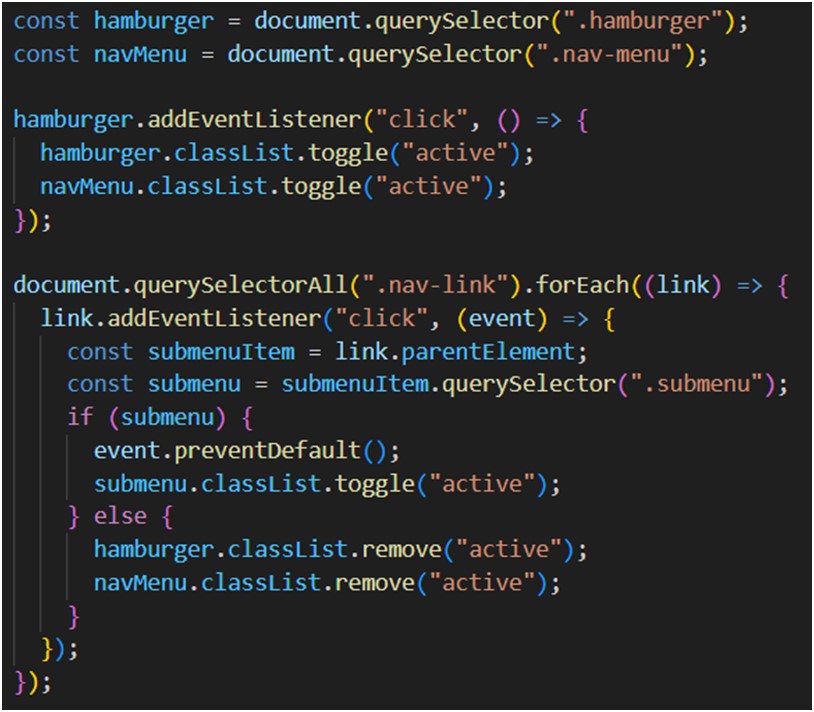 const hamburger = document.querySelector(".hamburger");
const navMenu = document.querySelector(".nav-menu");

hamburger.addEventListener("click", () => {
  hamburger.classList.toggle("active");
  navMenu.classList.toggle("active");
});

document.querySelectorAll(".nav-link").forEach((link) => {
  link.addEventListener("click", (event) => {
    const submenuItem = link.parentElement;
    const submenu = submenuItem.querySelector(".submenu");
    if (submenu) {
      event.preventDefault();
      submenu.classList.toggle("active");
    } else {
      hamburger.classList.remove("active");
      navMenu.classList.remove("active");
    }
  });
});